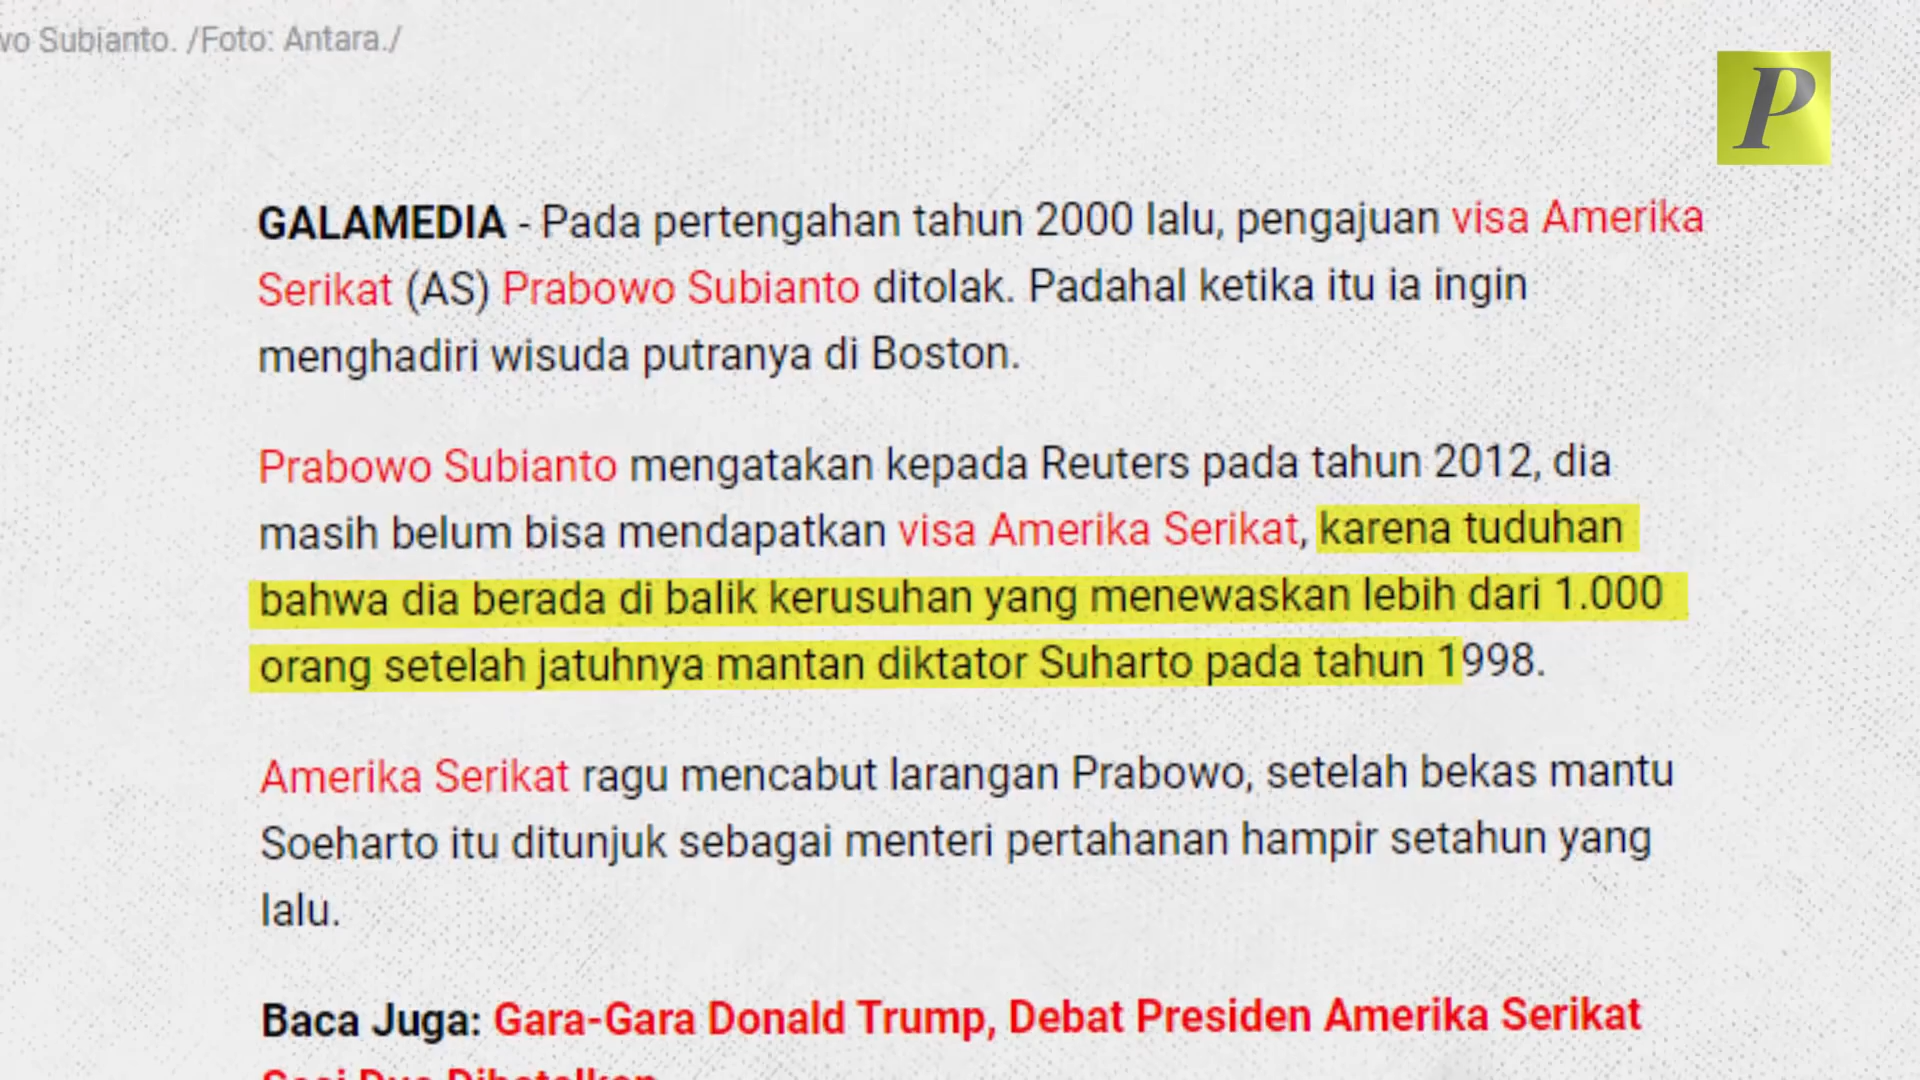 Subianto. /Foto: Antara./
P
GALAMEDIA - Pada pertengahan tahun 2000 lalu, pengajuan visa Amerika
Serikat (AS) Prabowo Subianto ditolak. Padahal ketika itu ia ingin
menghadiri wisuda putranya di Boston.
Prabowo Subianto mengatakan kepada Reuters pada tahun 2012, dia
masih belum bisa mendapatkan visa Amerika Serikat, karena tuduhan
bahwa dia berada di balik kerusuhan yang menewaskan lebih dari 1.000
orang setelah jatuhnya mantan diktator Suharto pada tahun 1998.
Amerika Serikat ragu mencabut larangan Prabowo, setelah bekas mantu
Soeharto itu ditunjuk sebagai menteri pertahanan hampir setahun yang
lalu.
Baca Juga: Gara-Gara Donald Trump, Debat Presiden Amerika Serikat